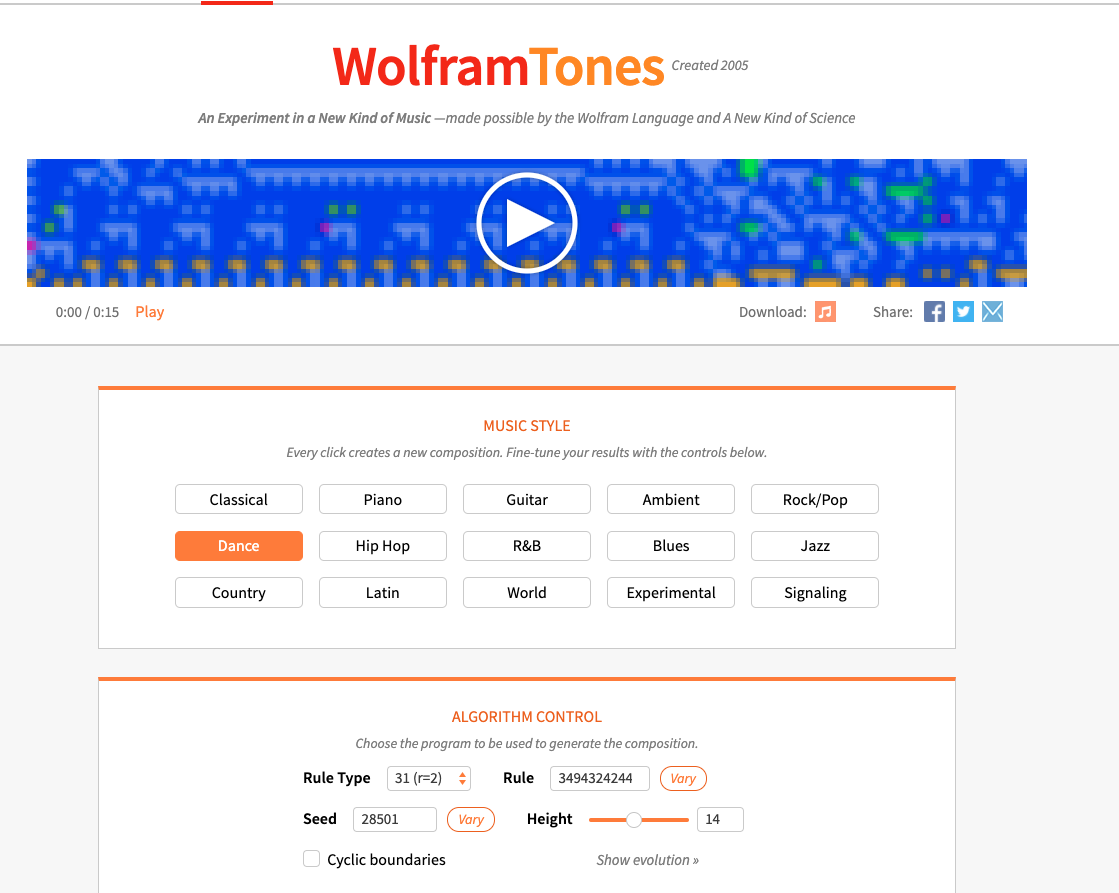 WolframTones Created 2005
An Experiment in a New Kind of Music —made possible by the Wolfram Language and A New Kind of Science
0:00 / 0:15 Play Download: Share:
MUSIC STYLE
Every click creates a new composition. Fine-tune your results with the controls below.
Classical Piano Guitar Ambient Rock/Pop
Dance Hip Hop R&B Blues Jazz
Country Latin World Experimental Signaling
ALGORITHM CONTROL
Choose the program to be used to generate the composition.
Rule Type 31 (r=2) Rule 3494324244 Vary
Seed 28501 Vary Height 14
Cyclic boundaries Show evolution »